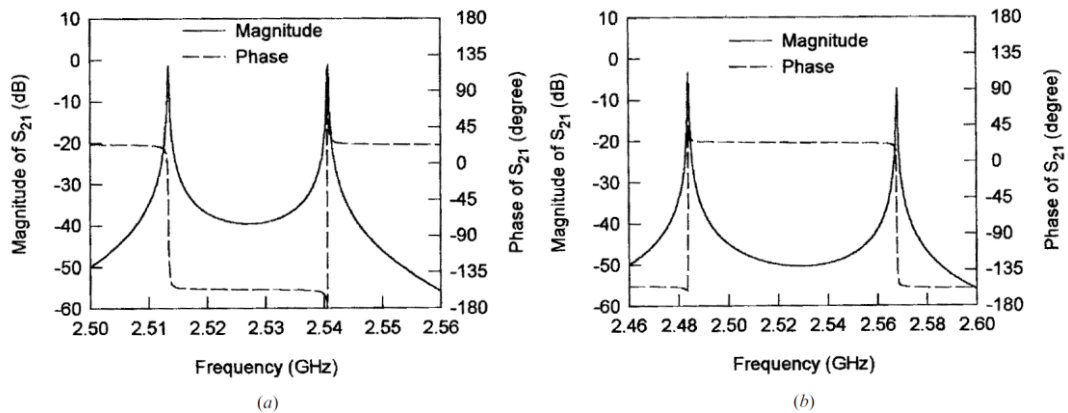 10
0
-10
-20
-30
-40
-50
-60
Magnitude of S21 (dB)
Magnitude
Phase
180
135
90
45
0
-45
-90
-135
-180
Phase of S21 (degree)
2.50 2.51 2.52 2.53 2.54 2.55 2.56
Frequency (GHz)
(a)
10
0
-10
-20
-30
-40
-50
-60
Magnitude of S21 (dB)
Magnitude
Phase
180
135
90
45
0
-45
-90
-135
-180
Phase of S21 (degree)
2.46 2.48 2.50 2.52 2.54 2.56 2.58 2.60
Frequency (GHz)
(b)